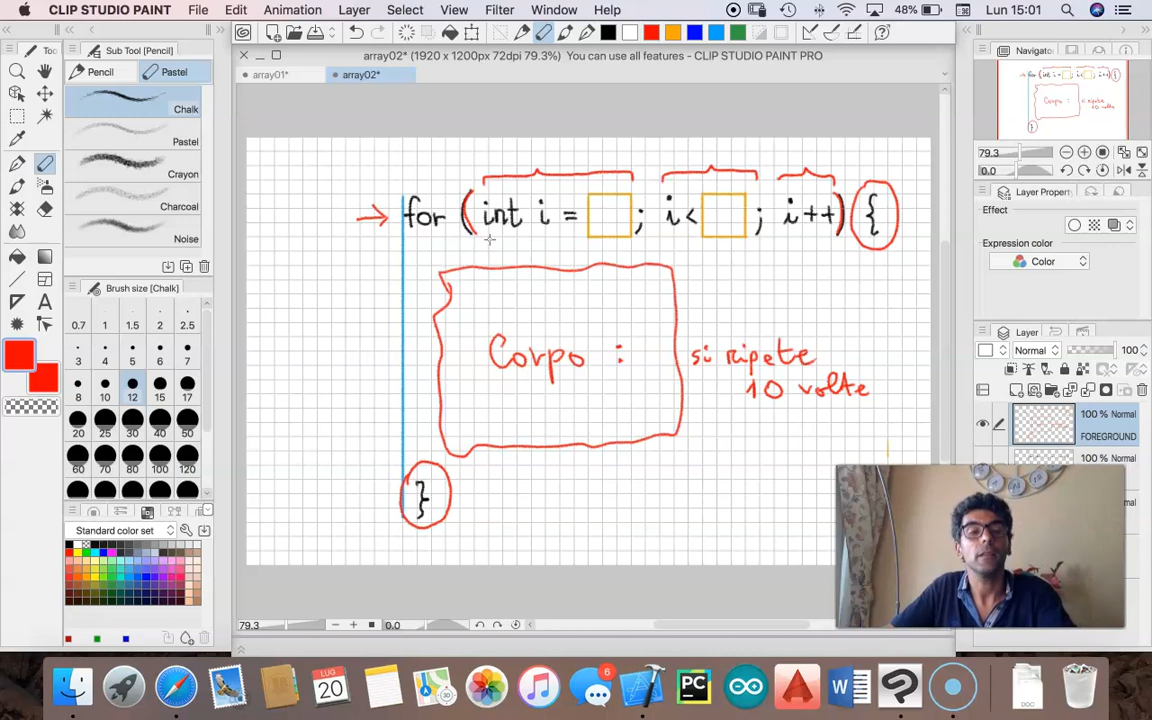 CLIP STUDIO PAINT
File
Edit
Animation
Layer
Select
View
Filter
Window
Help
48%
Lun 15:01
Sub Tool [Pencil]
array02* (1920 x 1200px 72dpi 79.3%) You can use all features - CLIP STUDIO PAINT PRO
Navigator
Pencil
Pastel
array01*
array02*
Chalk
Pastel
Crayon
Charcoal
Noise
for (int i = ; i< ; i++) {
Corpo :
si ripete
10 volte
}
Brush size [Chalk]
0.7 1 1.5 2 2.5
3 4 5 6 7
8 10 12 15 17
20 25 30 40 50
60 70 80 100 120
Standard color set
79.3
0.0
79.3
0.0
Layer Property
Effect
Expression color
Color
Layer
Normal
100
100 % Normal
FOREGROUND
100 % Normal
LUG
20
6
PC
W
DOC